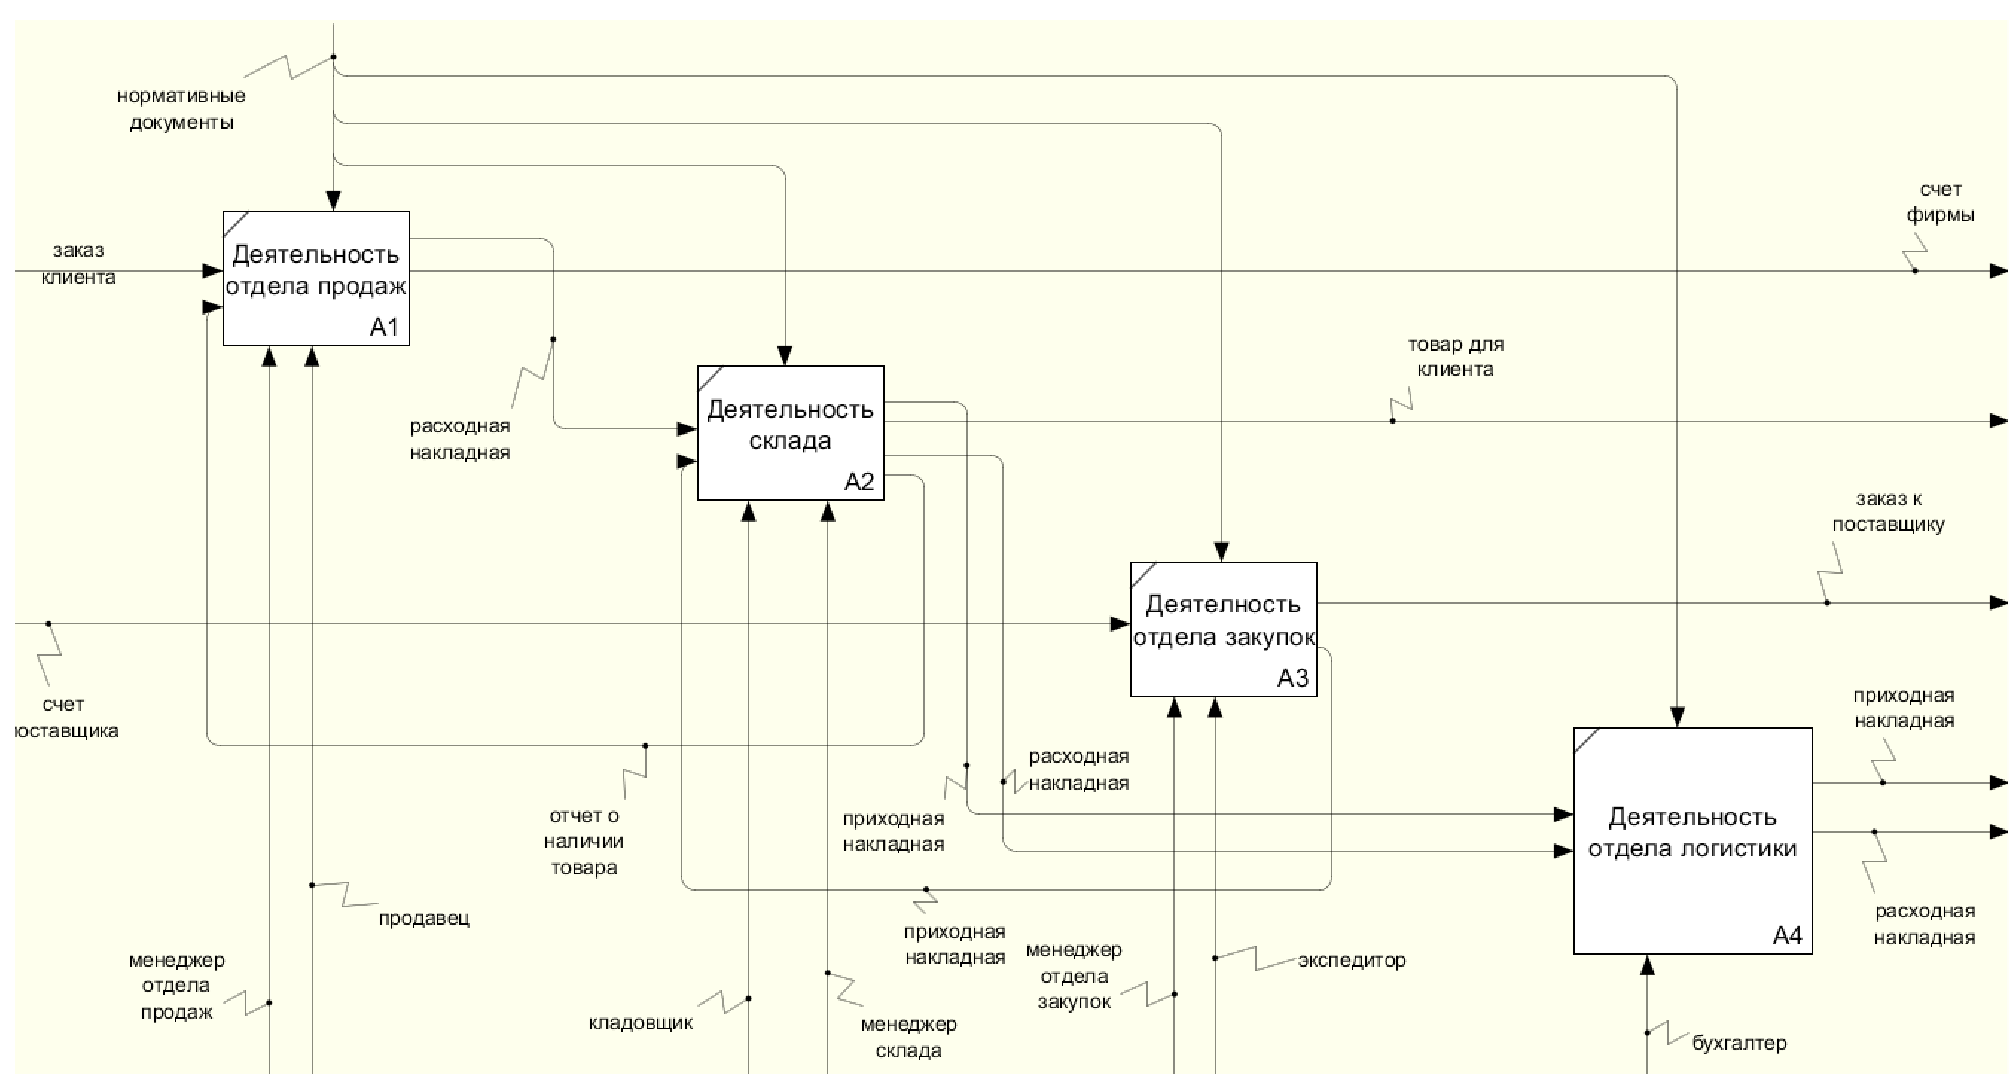 нормативные
документы
счет
фирмы
заказ
клиента
Деятельность
отдела продаж
A1
товар для
клиента
расходная
накладная
Деятельность
склада
A2
заказ к
поставщику
Деятелность
отдела закупок
A3
счет
оставщика
приходная
накладная
расходная
накладная
отчет о
наличии
товара
приходная
накладная
Деятельность
отдела логистики
A4
расходная
накладная
продавец
приходная
накладная
менеджер
отдела
закупок
экспедитор
менеджер
отдела
продаж
кладовщик
менеджер
склада
бухгалтер